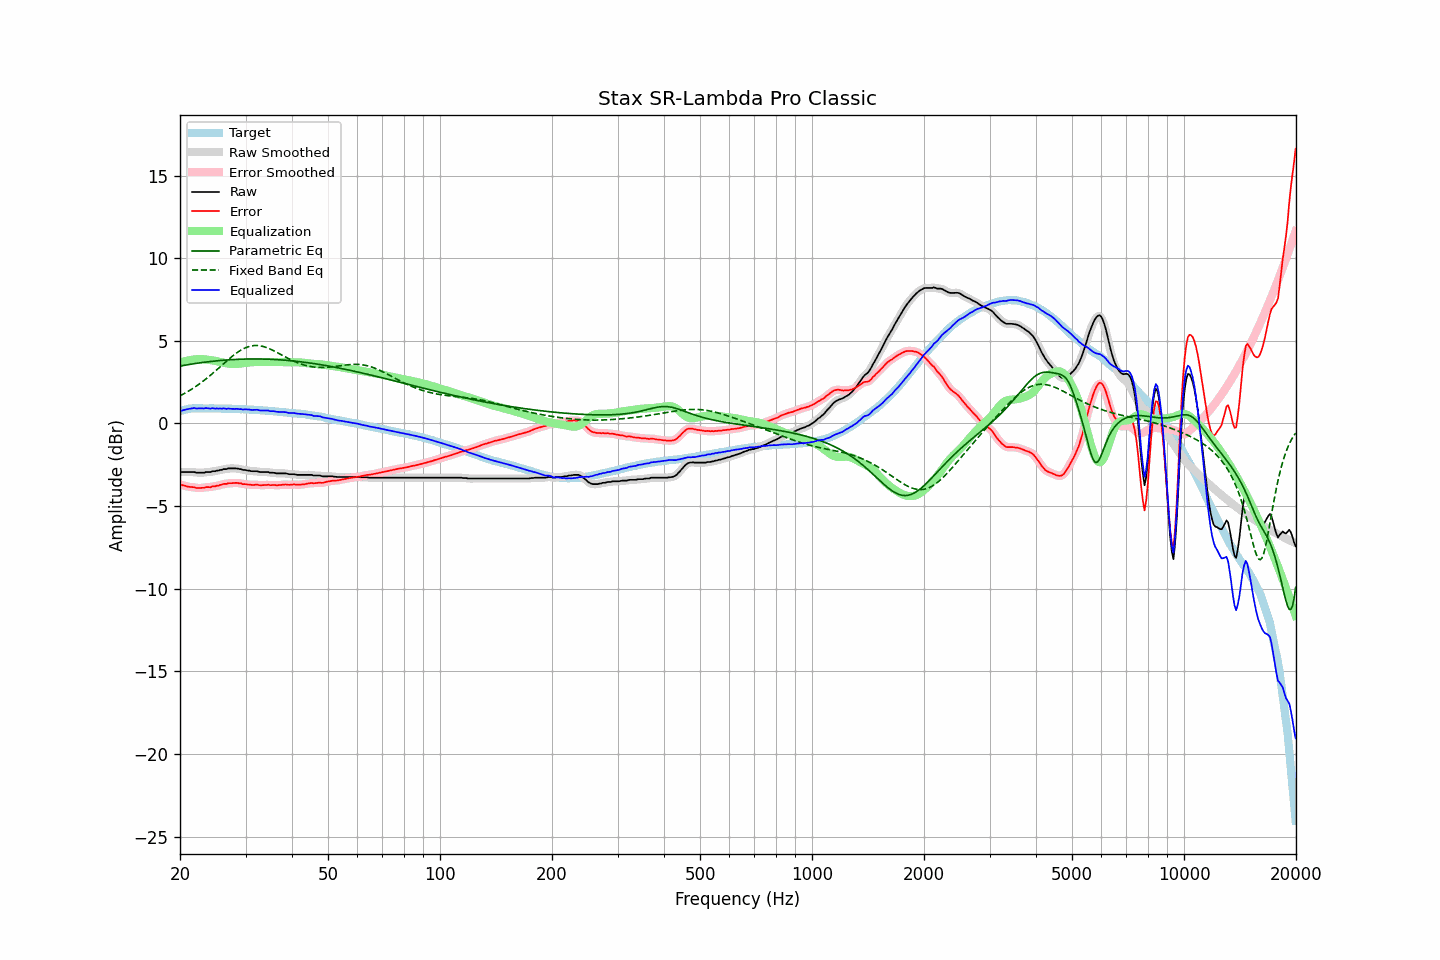 Stax SR-Lambda Pro Classic
Target
Raw Smoothed
Error Smoothed
Raw
Error
Equalization
Parametric Eq
Fixed Band Eq
Equalized
Amplitude (dBr)
15
10
5
0
−5
−10
−15
−20
−25
20
50
100
200
500
1000
2000
5000
10000
20000
Frequency (Hz)